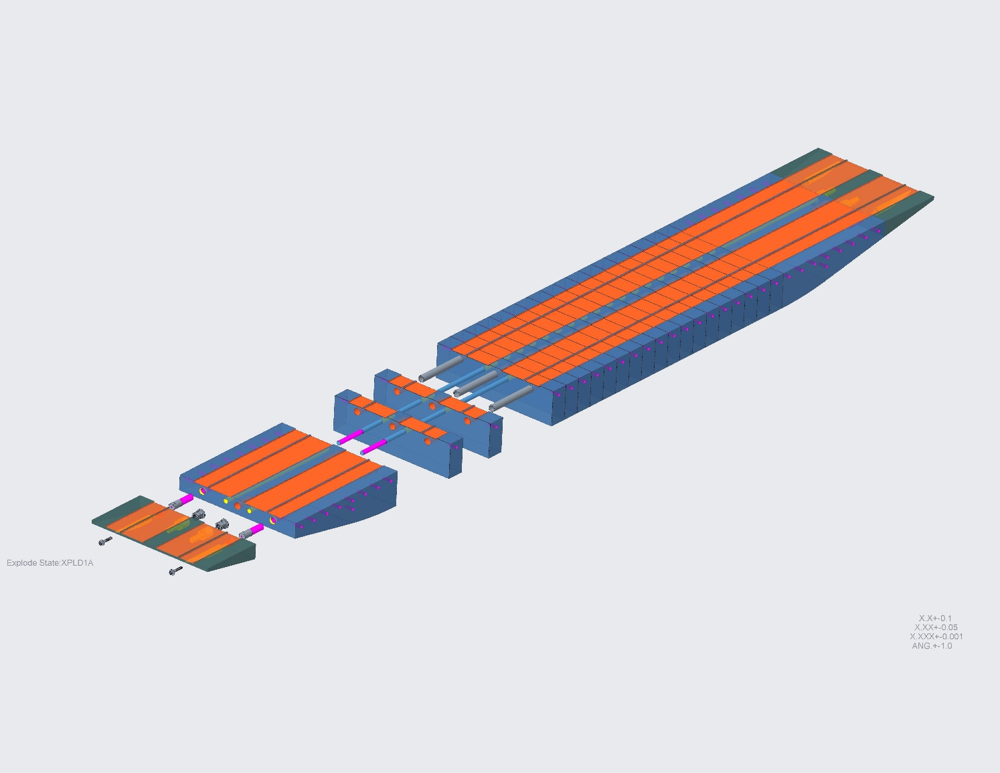 Explode State:XPLD1A
X.X+-0.1
X.XX+-0.05
X.XXX+-0.001
ANG.+-1.0